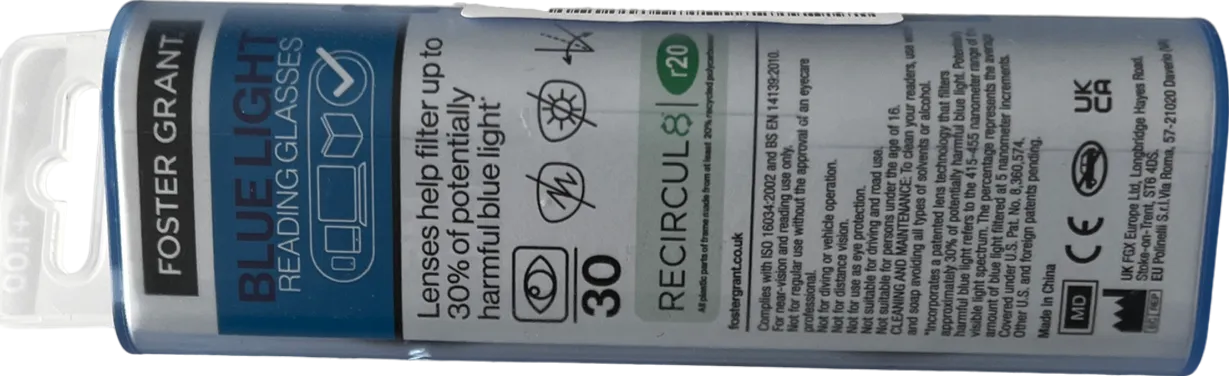 +1.00
FOSTER GRANT
BLUE LIGHT
READING GLASSES
Lenses help filter up to
30% of potentially
harmful blue light*
30
RECIRCUL8 r20
All plastic parts of frame made from at least 20% recycled polycarbonate
fostergrant.co.uk
Complies with ISO 16034:2002 and BS EN 14139:2010.
For near-vision and reading use only.
Not for regular use without the approval of an eyecare
professional.
Not for diving or vehicle operation.
Not for distance vision.
Not for use as eye protection.
Not suitable for driving and road use.
Not suitable for persons under the age of 16.
CLEANING AND MAINTENANCE: To clean your readers, use
and soap avoiding all types of solvents or alcohol.
*Incorporates a patented lens technology that filters
approximately 30% of potentially harmful blue light. Potentially
harmful blue light refers to the 415-455 nanometer range of the
visible light spectrum. The percentage represents the average
amount of blue light filtered at 5 nanometer increments.
Covered under U.S. Pat. No. 8,360,574.
Other U.S. and foreign patents pending.
Made in China
MD CE UK CA
UK FGX Europe Ltd, Longbridge Hayes Road,
Stoke-on-Trent, ST6 4DS.
EC REP EU Polinelli S.r.l. Via Roma, 57-21020 Daverio (VA)